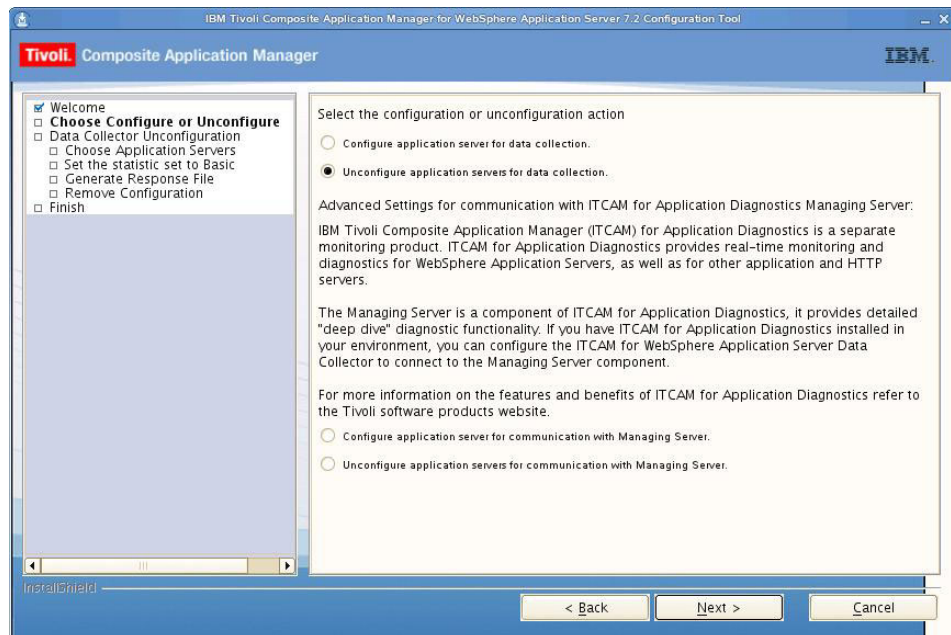 IBM Tivoli Composite Application Manager for WebSphere Application Server 7.2 Configuration Tool
Tivoli. Composite Application Manager
IBM.
Welcome
Choose Configure or Unconfigure
Data Collector Unconfiguration
Choose Application Servers
Set the statistic set to Basic
Generate Response File
Remove Configuration
Finish
Select the configuration or unconfiguration action
Configure application server for data collection.
Unconfigure application servers for data collection.
Advanced Settings for communication with ITCAM for Application Diagnostics Managing Server:
IBM Tivoli Composite Application Manager (ITCAM) for Application Diagnostics is a separate
monitoring product. ITCAM for Application Diagnostics provides real-time monitoring and
diagnostics for WebSphere Application Servers, as well as for other application and HTTP
servers.
The Managing Server is a component of ITCAM for Application Diagnostics, it provides detailed
"deep dive" diagnostic functionality. If you have ITCAM for Application Diagnostics installed in
your environment, you can configure the ITCAM for WebSphere Application Server Data
Collector to connect to the Managing Server component.
For more information on the features and benefits of ITCAM for Application Diagnostics refer to
the Tivoli software products website.
Configure application server for communication with Managing Server.
Unconfigure application servers for communication with Managing Server.
InstallShield
< Back
Next >
Cancel